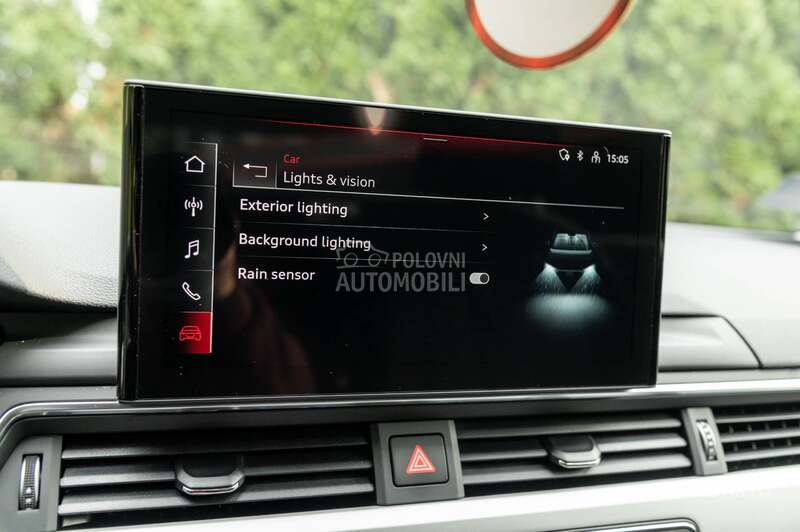 Car
15:05
Lights & vision
Exterior lighting
Background lighting
POLOVNI
AUTOMOBILI
Rain sensor